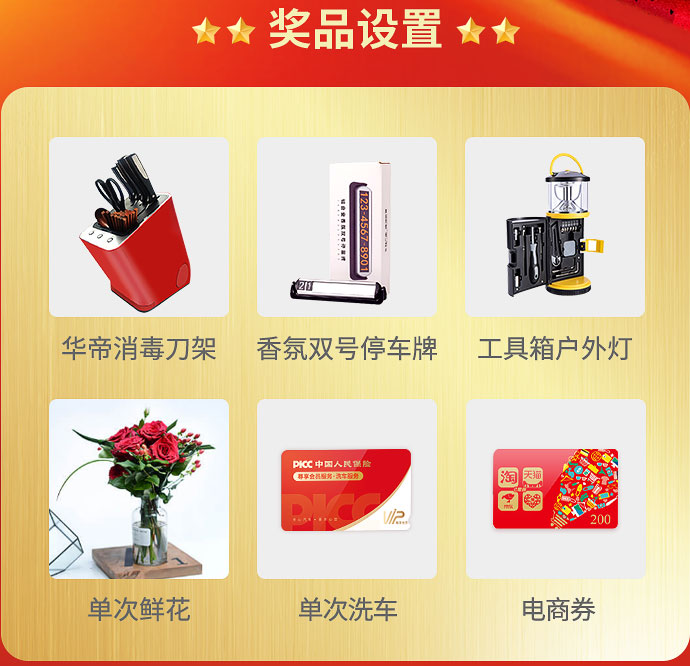 奖品设置
123-4567-8901
华帝消毒刀架
香氛双号停车牌
工具箱户外灯
PICC 中国人民保险
尊享会员服务·洗车服务
PICC
VIP
淘
天猫
200
单次鲜花
单次洗车
电商券